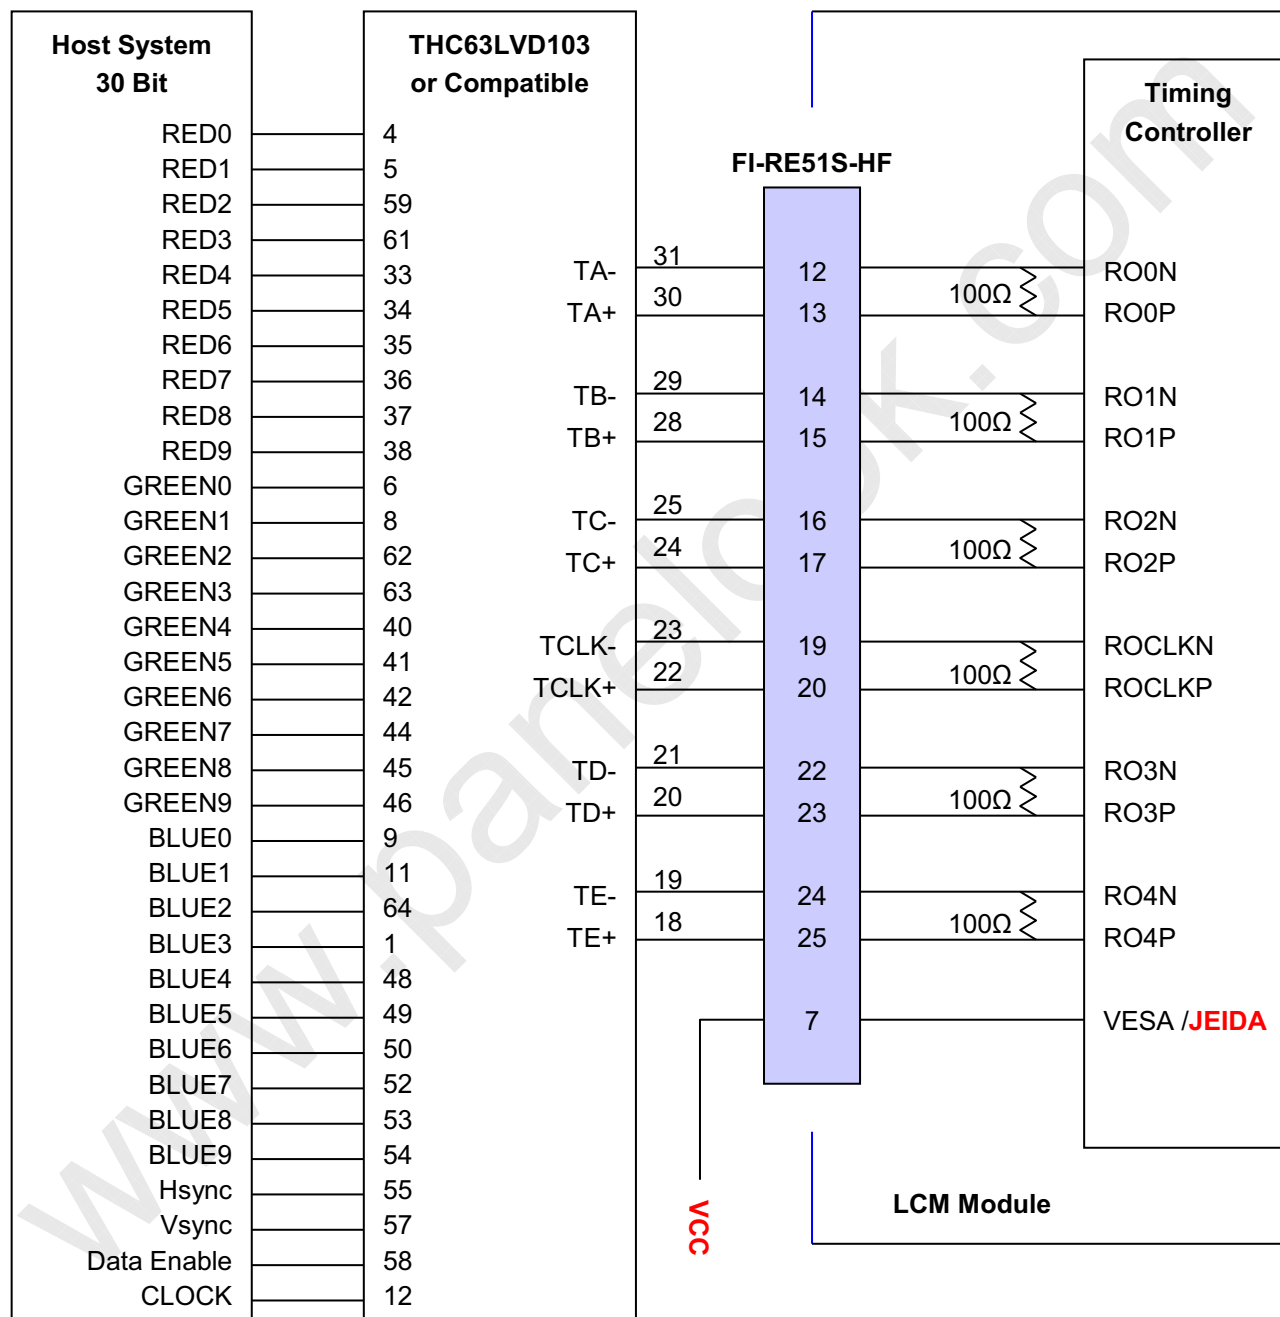 Host System
30 Bit
RED0
RED1
RED2
RED3
RED4
RED5
RED6
RED7
RED8
RED9
GREEN0
GREEN1
GREEN2
GREEN3
GREEN4
GREEN5
GREEN6
GREEN7
GREEN8
GREEN9
BLUE0
BLUE1
BLUE2
BLUE3
BLUE4
BLUE5
BLUE6
BLUE7
BLUE8
BLUE9
Hsync
Vsync
Data Enable
CLOCK
THC63LVD103
or Compatible
4
5
59
61
33
34
35
36
37
38
6
8
62
63
40
41
42
44
45
46
9
11
64
1
48
49
50
52
53
54
55
57
58
12
TA-
TA+
TB-
TB+
TC-
TC+
TCLK-
TCLK+
TD-
TD+
TE-
TE+
31
30
29
28
25
24
23
22
21
20
19
18
VCC
FI-RE51S-HF
12
13
14
15
16
17
19
20
22
23
24
25
7
100Ω
100Ω
100Ω
100Ω
100Ω
100Ω
Timing
Controller
RO0N
RO0P
RO1N
RO1P
RO2N
RO2P
ROCLKN
ROCLKP
RO3N
RO3P
RO4N
RO4P
VESA /JEIDA
LCM Module
www.panelook.com